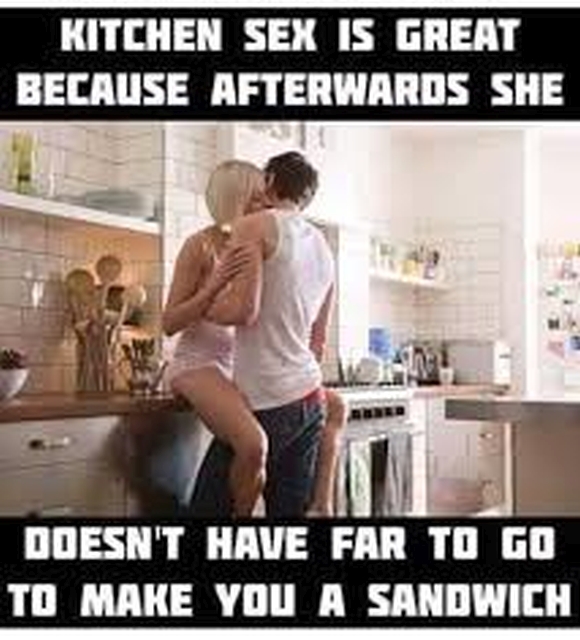 KITCHEN SEX IS GREAT
BECAUSE AFTERWARDS SHE
DOESN'T HAVE FAR TO GO
TO MAKE YOU A SANDWICH